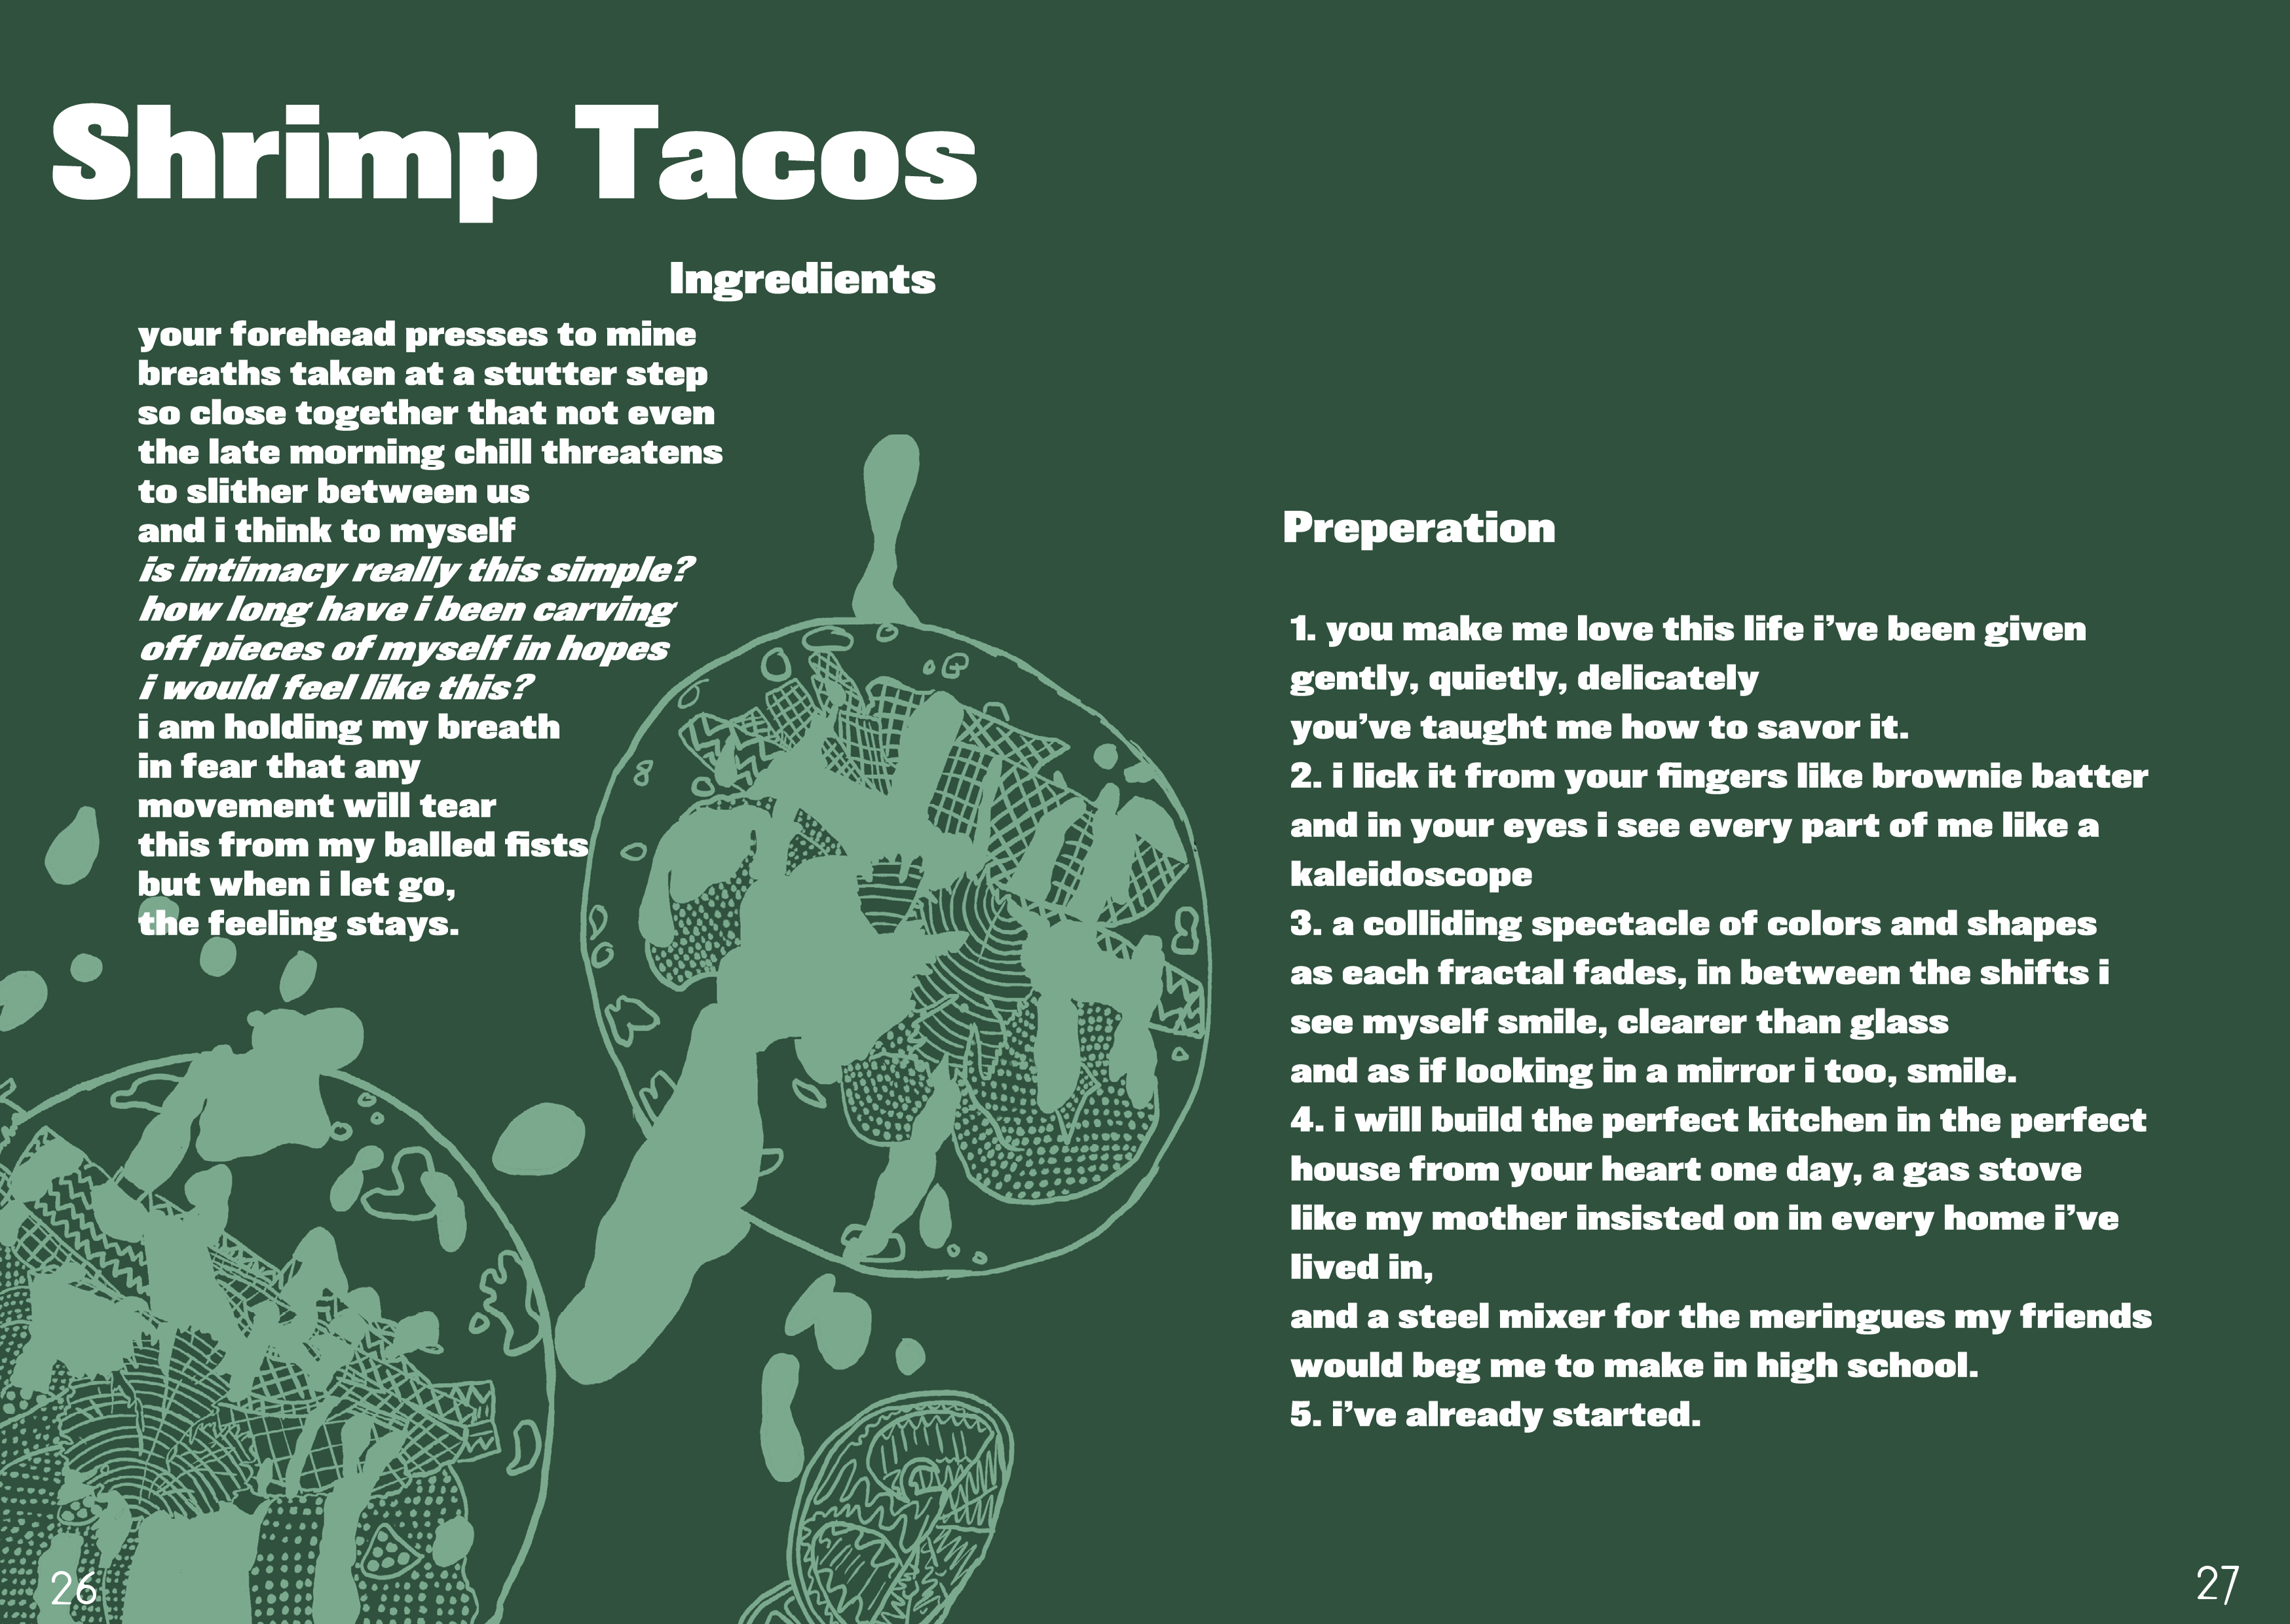 Shrimp Tacos
Ingredients
your forehead presses to mine
breaths taken at a stutter step
so close together that not even
the late morning chill threatens
to slither between us
and i think to myself
is intimacy really this simple?
how long have i been carving
off pieces of myself in hopes
i would feel like this?
i am holding my breath
in fear that any
movement will tear
this from my balled fists
but when i let go,
the feeling stays.
26
Preperation
1. you make me love this life i’ve been given
gently, quietly, delicately
you’ve taught me how to savor it.
2. i lick it from your fingers like brownie batter
and in your eyes i see every part of me like a
kaleidoscope
3. a colliding spectacle of colors and shapes
as each fractal fades, in between the shifts i
see myself smile, clearer than glass
and as if looking in a mirror i too, smile.
4. i will build the perfect kitchen in the perfect
house from your heart one day, a gas stove
like my mother insisted on in every home i’ve
lived in,
and a steel mixer for the meringues my friends
would beg me to make in high school.
5. i’ve already started.
27